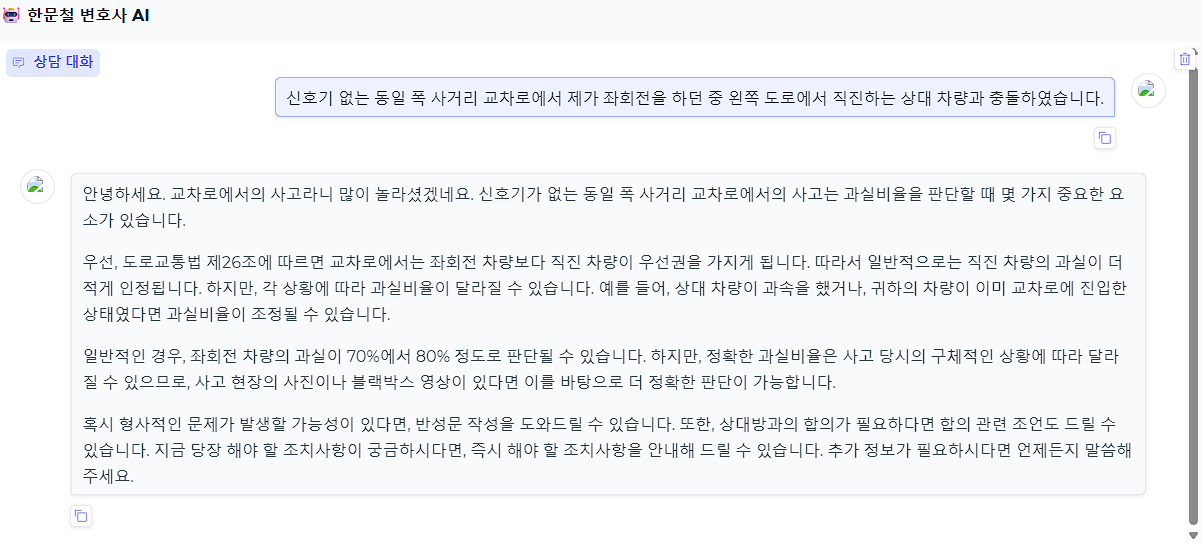 한문철 변호사 AI
상담 대화
신호기 없는 동일 폭 사거리 교차로에서 제가 좌회전을 하던 중 왼쪽 도로에서 직진하는 상대 차량과 충돌하였습니다.
안녕하세요. 교차로에서의 사고라니 많이 놀라셨겠네요. 신호기가 없는 동일 폭 사거리 교차로에서의 사고는 과실비율을 판단할 때 몇 가지 중요한 요
소가 있습니다.
우선, 도로교통법 제26조에 따르면 교차로에서는 좌회전 차량보다 직진 차량이 우선권을 가지게 됩니다. 따라서 일반적으로는 직진 차량의 과실이 더
적게 인정됩니다. 하지만, 각 상황에 따라 과실비율이 달라질 수 있습니다. 예를 들어, 상대 차량이 과속을 했거나, 귀하의 차량이 이미 교차로에 진입한
상태였다면 과실비율이 조정될 수 있습니다.
일반적인 경우, 좌회전 차량의 과실이 70%에서 80% 정도로 판단될 수 있습니다. 하지만, 정확한 과실비율은 사고 당시의 구체적인 상황에 따라 달라
질 수 있으므로, 사고 현장의 사진이나 블랙박스 영상이 있다면 이를 바탕으로 더 정확한 판단이 가능합니다.
혹시 형사적인 문제가 발생할 가능성이 있다면, 반성문 작성을 도와드릴 수 있습니다. 또한, 상대방과의 합의가 필요하다면 합의 관련 조언도 드릴 수
있습니다. 지금 당장 해야 할 조치사항이 궁금하시다면, 즉시 해야 할 조치사항을 안내해 드릴 수 있습니다. 추가 정보가 필요하시다면 언제든지 말씀해
주세요.